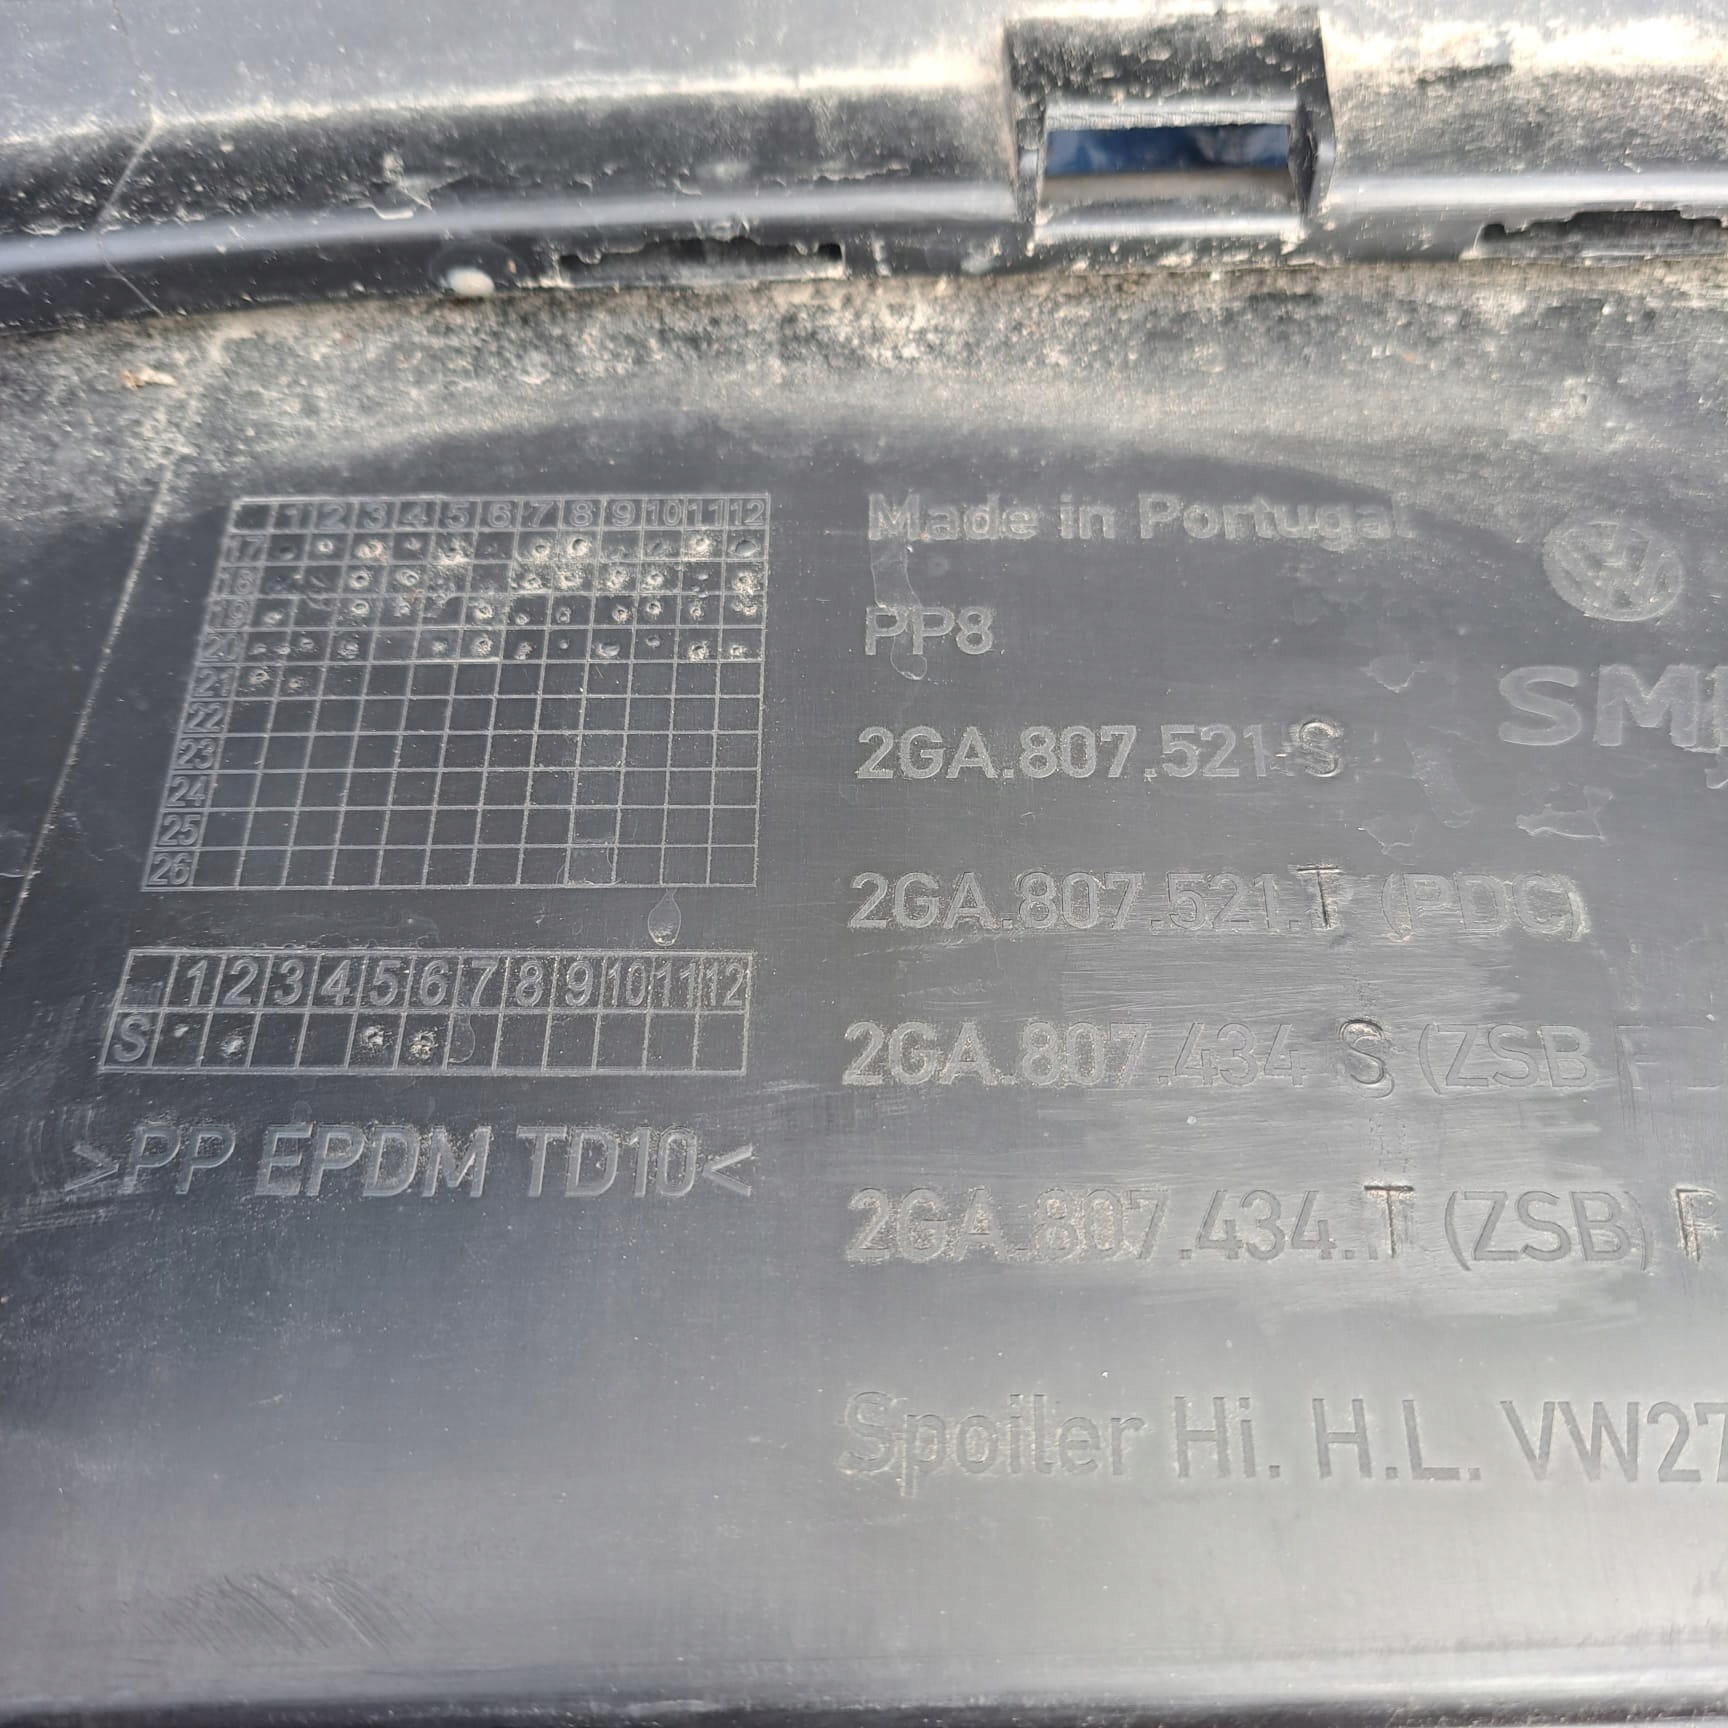 1 2 3 4 5 6 7 8 9 10 11 12
17
18
19
20
21
22
23
24
25
26
1 2 3 4 5 6 7 8 9 10 11 12
S
>PP EPDM TD10<
Made in Portugal
PP8
VW
SM
2GA.807.521.S
2GA.807.521.T (PDC)
2GA.807.434 S (ZSB
2GA.807.434.T (ZSB) P
Spoiler Hi. H.L. VW27